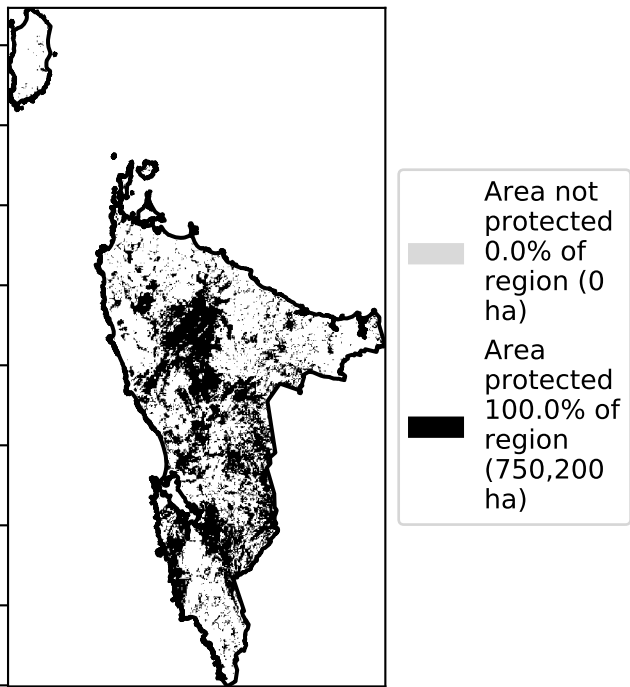 Area not
protected
0.0% of
region (0
ha)
Area
protected
100.0% of
region
(750,200
ha)